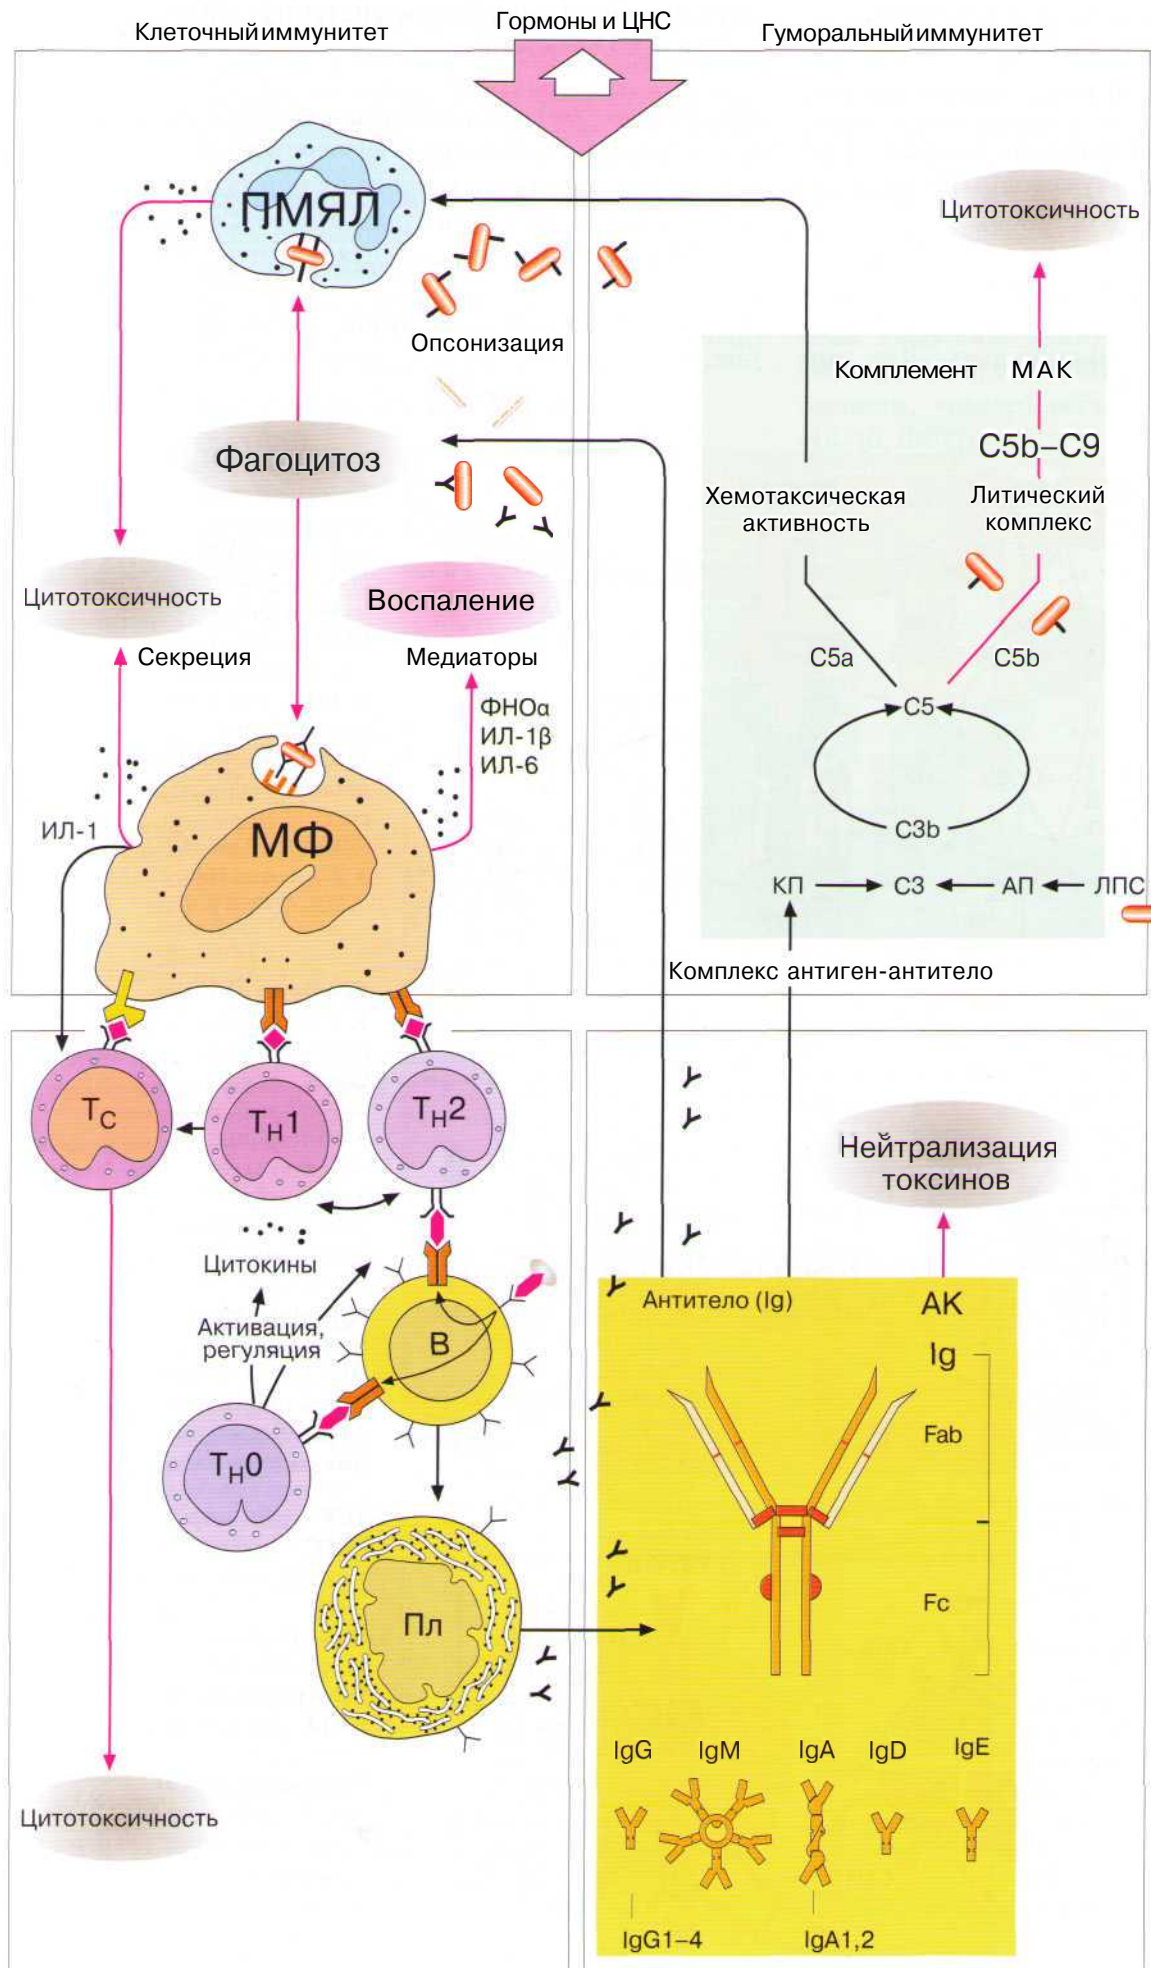 Клеточный иммунитет
Гормоны и ЦНС
Гуморальный иммунитет
ПМЯЛ
Цитотоксичность
Опсонизация
Комплемент
МАК
C5b–C9
Фагоцитоз
Хемотаксическая
активность
Литический
комплекс
Цитотоксичность
Воспаление
Секреция
Медиаторы
C5a
C5b
ФНОα
ИЛ-1β
ИЛ-6
C5
ИЛ-1
МФ
C3b
КП
C3
АП
ЛПС
Комплекс антиген-антитело
TC
TH1
TH2
Нейтрализация
токсинов
Цитокины
Антитело (Ig)
АК
Активация,
регуляция
B
Ig
Fab
TH0
Fc
Пл
IgG
IgM
IgA
IgD
IgE
Цитотоксичность
IgG1–4
IgA1,2